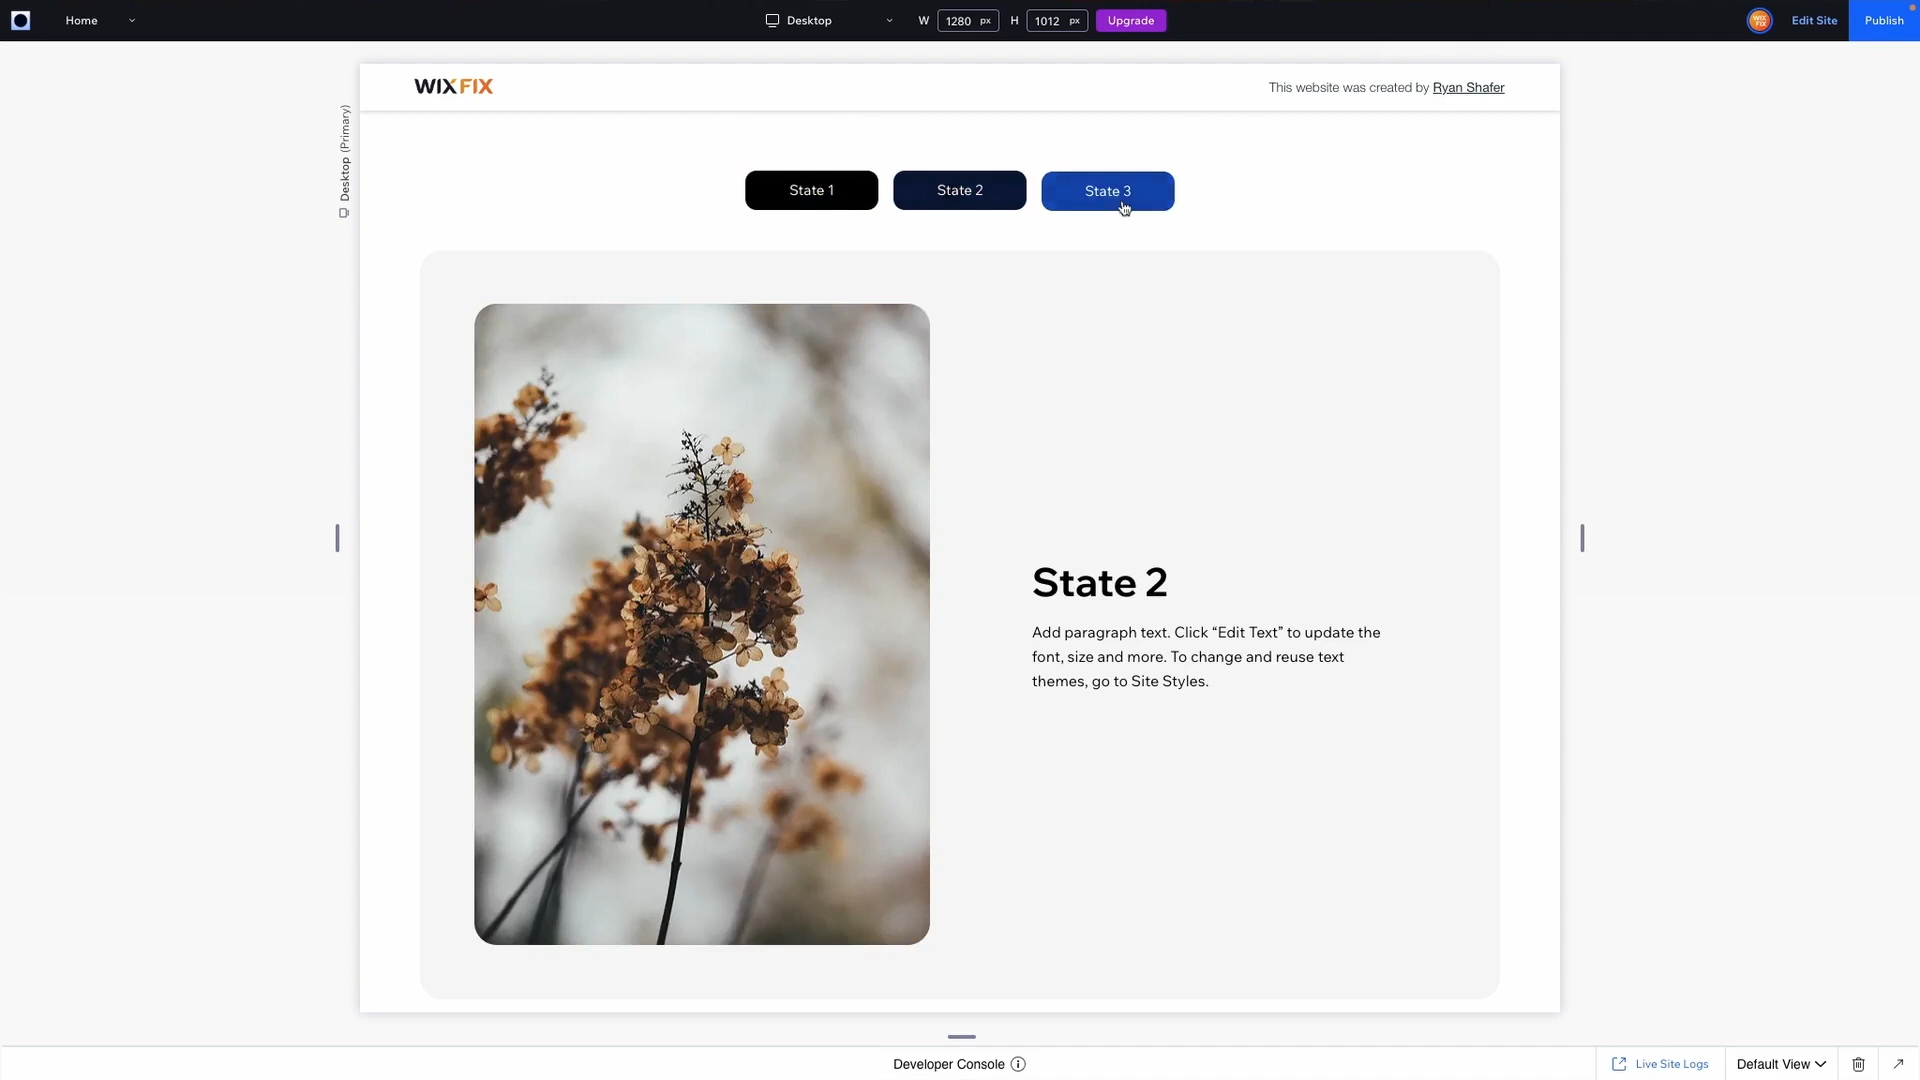 Home
Desktop
W 1280 px H 1012 px
Upgrade
WIX FIX
Edit Site
Publish
Desktop (Primary)
WIXFIX
This website was created by Ryan Shafer
State 1
State 2
State 3
State 2
Add paragraph text. Click “Edit Text” to update the
font, size and more. To change and reuse text
themes, go to Site Styles.
Developer Console
Live Site Logs
Default View